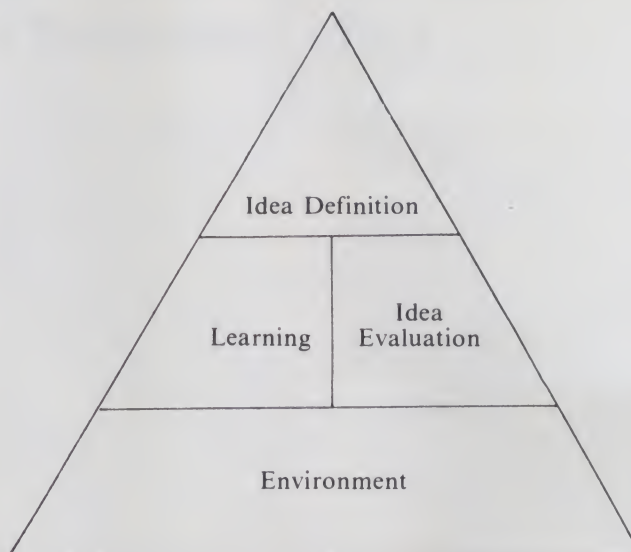 Idea Definition
Learning
Idea
Evaluation
Environment